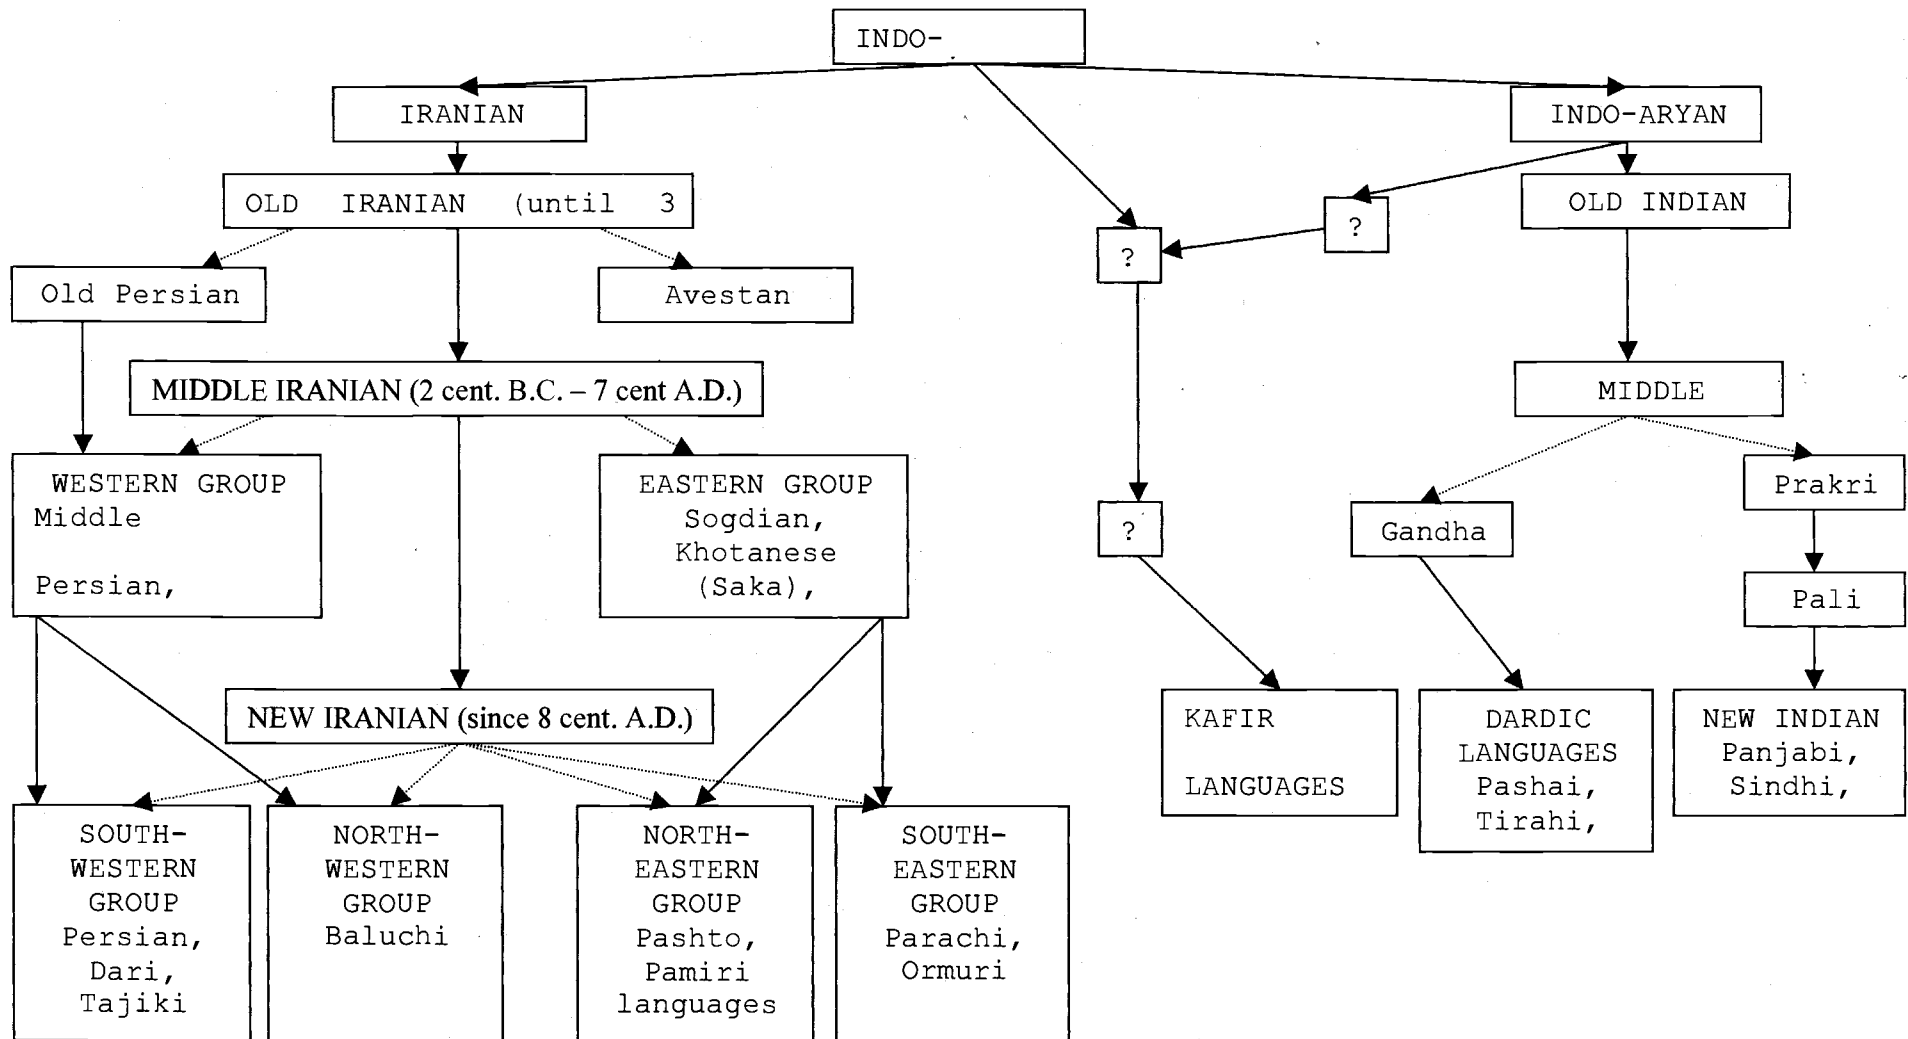 INDO-
IRANIAN
INDO-ARYAN
OLD IRANIAN (until 3
OLD INDIAN
?
?
Old Persian
Avestan
MIDDLE IRANIAN (2 cent. B.C. – 7 cent A.D.)
MIDDLE
WESTERN GROUP
Middle
Persian,
EASTERN GROUP
Sogdian,
Khotanese
(Saka),
?
Gandha
Prakri
Pali
NEW IRANIAN (since 8 cent. A.D.)
KAFIR
LANGUAGES
DARDIC
LANGUAGES
Pashai,
Tirahi,
NEW INDIAN
Panjabi,
Sindhi,
SOUTH-
WESTERN
GROUP
Persian,
Dari,
Tajiki
NORTH-
WESTERN
GROUP
Baluchi
NORTH-
EASTERN
GROUP
Pashto,
Pamiri
languages
SOUTH-
EASTERN
GROUP
Parachi,
Ormuri